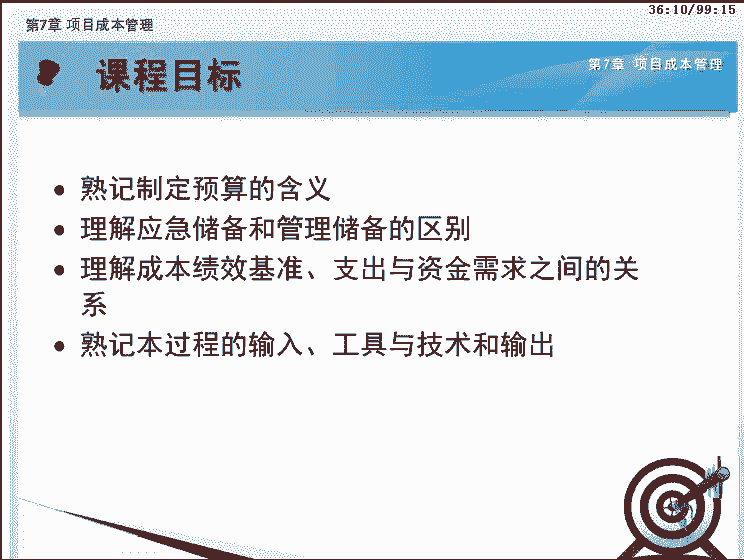 36:10/99:15
第7章 项目成本管理
课程目标
第7章 项目成本管理
• 熟记制定预算的含义
• 理解应急储备和管理储备的区别
• 理解成本绩效基准、支出与资金需求之间的关
系
• 熟记本过程的输入、工具与技术和输出